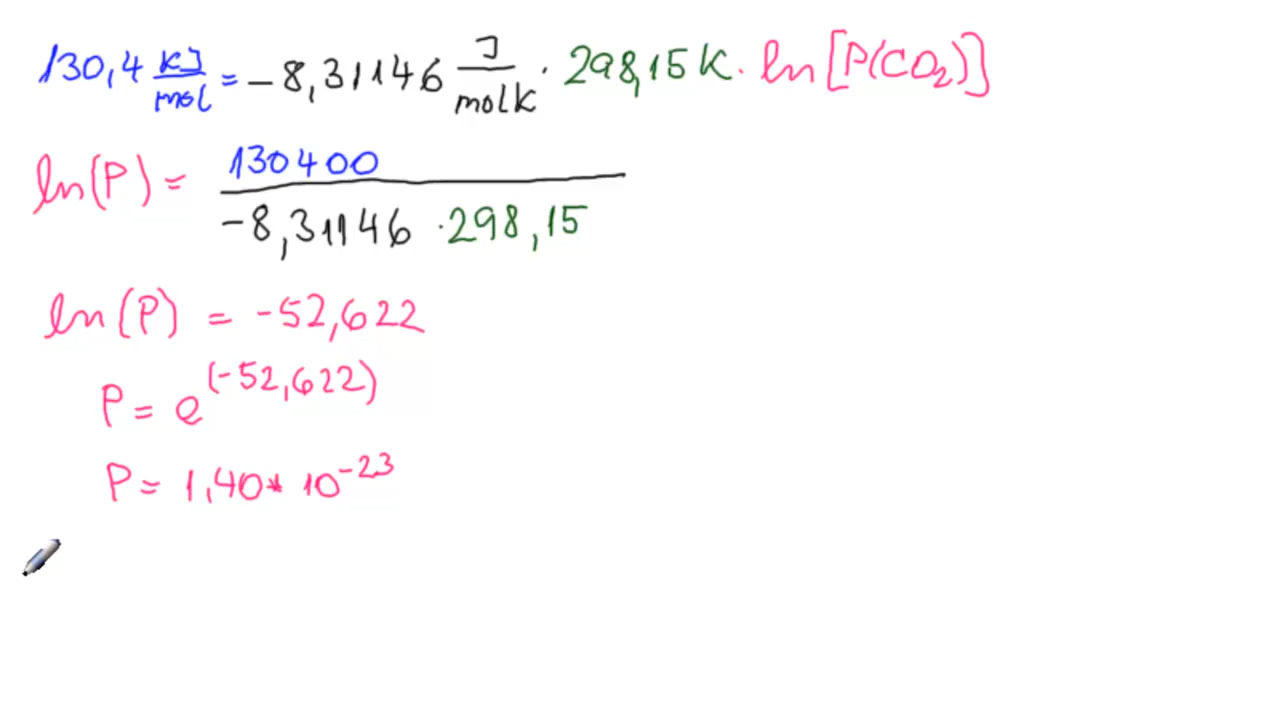 130,4 kJ/mol = -8,31146 J/molK · 298,15K · ln[P(CO₂)]
ln(P) = 130400 / -8,31146 · 298,15
ln(P) = -52,622
P = e^(-52,622)
P = 1,40 * 10^-23